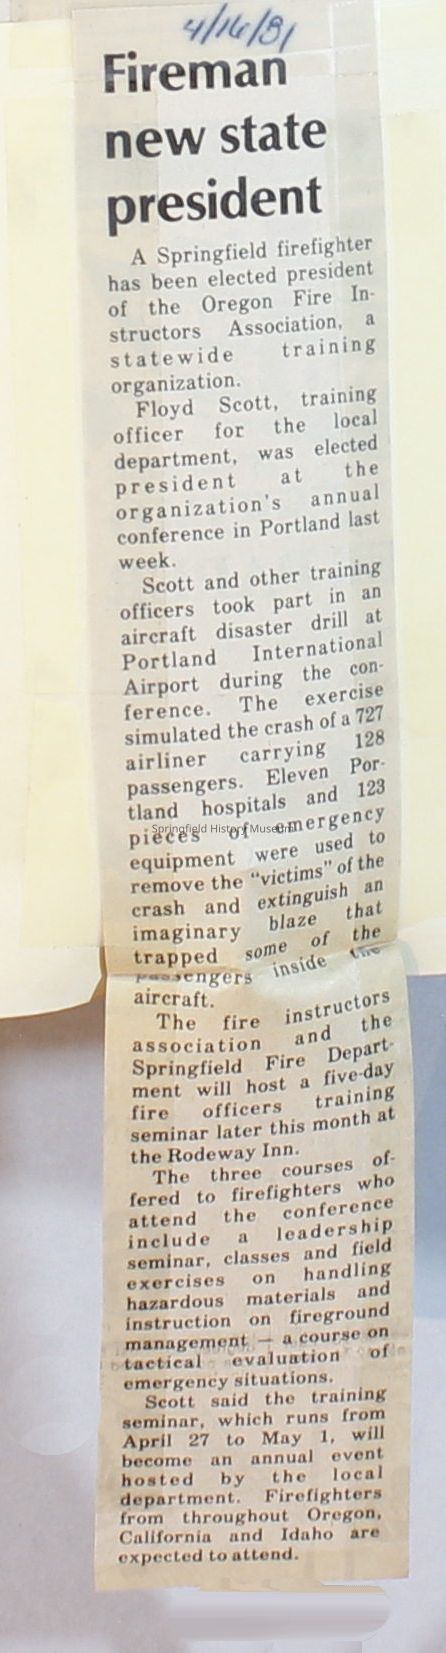 4/16/81
Fireman
new state
president
A Springfield firefighter
has been elected president
of the Oregon Fire In-
structors Association, a
statewide training
organization.
Floyd Scott, training
officer for the local
department, was elected
president at the
organization's annual
conference in Portland last
week.
Scott and other training
officers took part in an
aircraft disaster drill at
Portland International
Airport during the con-
ference. The exercise
simulated the crash of a 727
airliner carrying 128
passengers. Eleven Por-
tland hospitals and 123
Springfield History Museum
pieces of emergency
equipment were used to
remove the "victims" of the
crash and extinguish an
imaginary blaze that
trapped some of the
passengers inside the
aircraft.
The fire instructors
association and the
Springfield Fire Depart-
ment will host a five-day
fire officers training
seminar later this month at
the Rodeway Inn.
The three courses of-
fered to firefighters who
attend the conference
include a leadership
seminar, classes and field
exercises on handling
hazardous materials and
instruction on fireground
management — a course on
tactical evaluation of
emergency situations.
Scott said the training
seminar, which runs from
April 27 to May 1, will
become an annual event
hosted by the local
department. Firefighters
from throughout Oregon,
California and Idaho are
expected to attend.